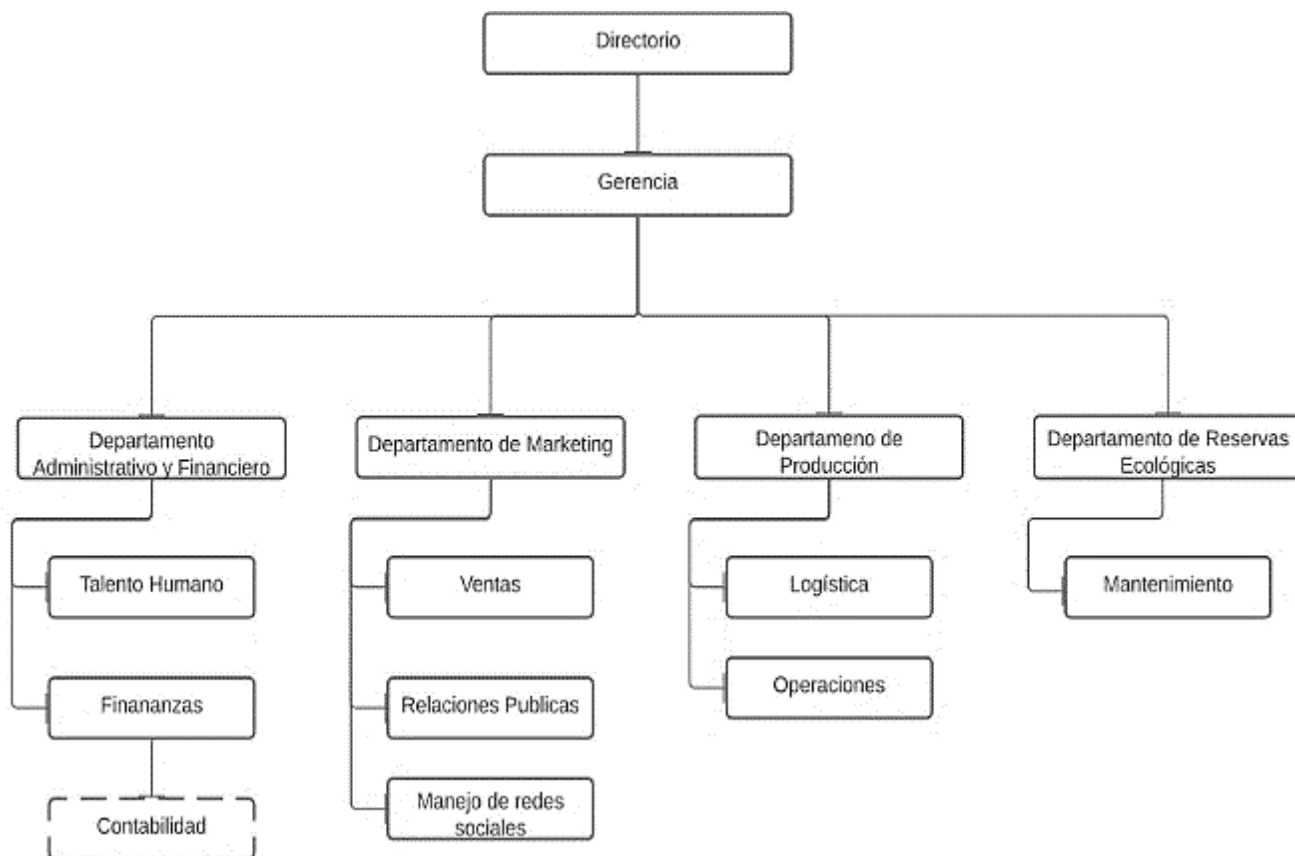 Directorio
Gerencia
Departamento
Administrativo y Financiero
Departamento de Marketing
Departameno de
Producción
Departamento de Reservas
Ecológicas
Talento Humano
Ventas
Logística
Mantenimiento
Finananzas
Relaciones Publicas
Operaciones
Contabilidad
Manejo de redes
sociales